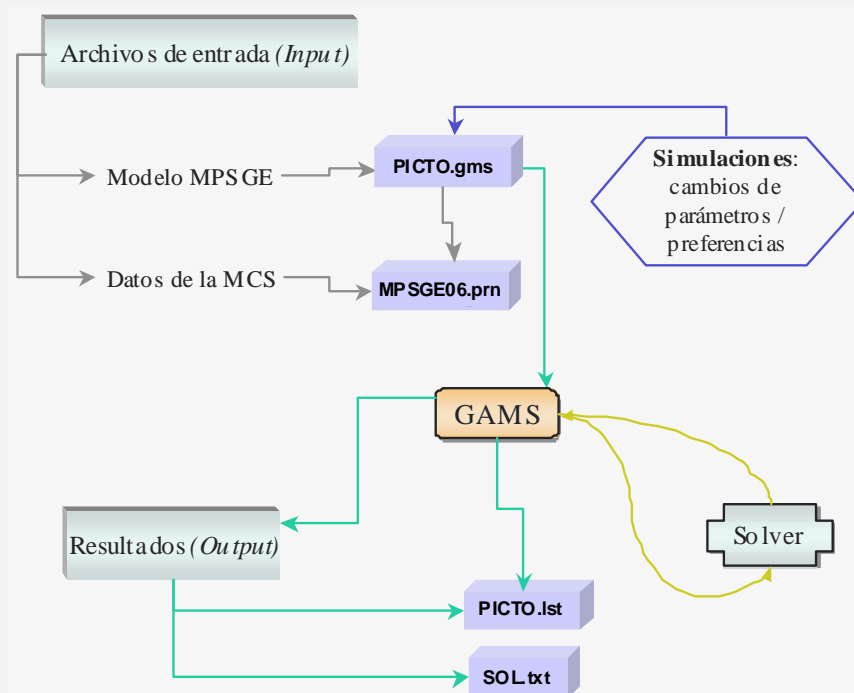 Archivos de entrada (Input)
Simulaciones:
cambios de
parámetros /
preferencias
Modelo MPSGE
PICTO.gms
Datos de la MCS
MPSGE06.prn
GAMS
Resultados (Output)
Solver
PICTO.lst
SOL.txt